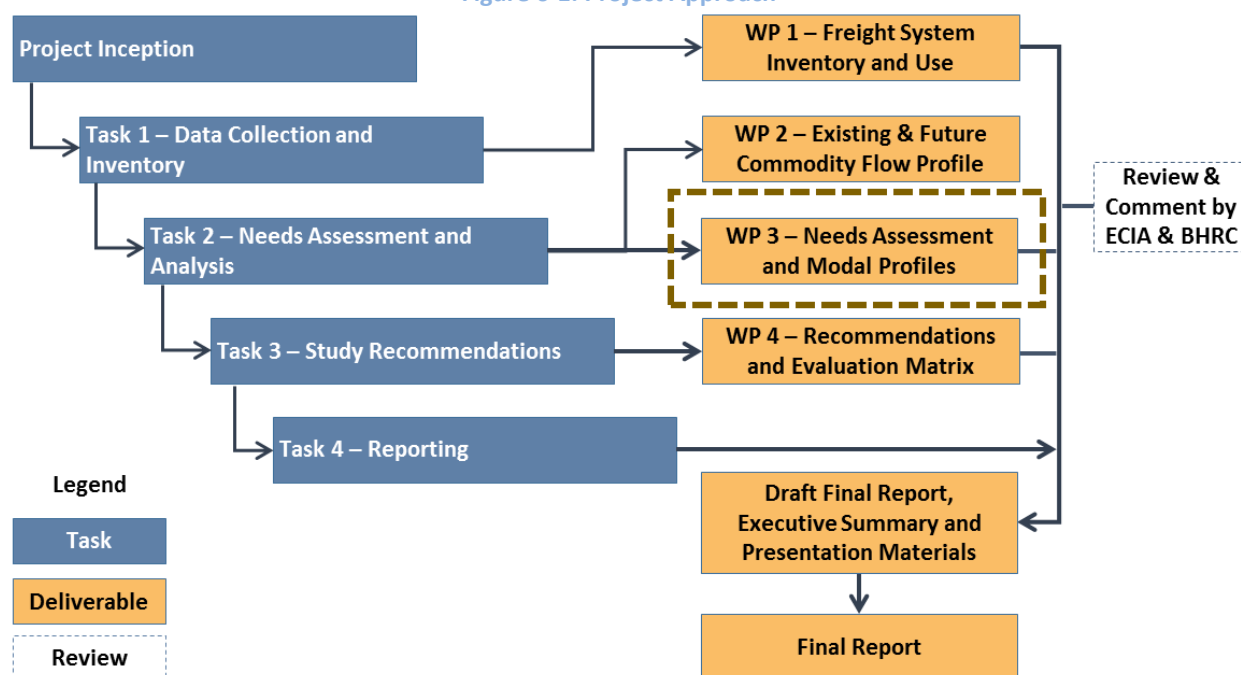 Project Approach
Project Inception
WP 1 – Freight System
Inventory and Use
Task 1 – Data Collection and
Inventory
WP 2 – Existing & Future
Commodity Flow Profile
Review &
Comment by
ECIA & BHRC
Task 2 – Needs Assessment and
Analysis
WP 3 – Needs Assessment
and Modal Profiles
Task 3 – Study Recommendations
WP 4 – Recommendations
and Evaluation Matrix
Task 4 – Reporting
Draft Final Report,
Executive Summary and
Presentation Materials
Final Report
Legend
Task
Deliverable
Review